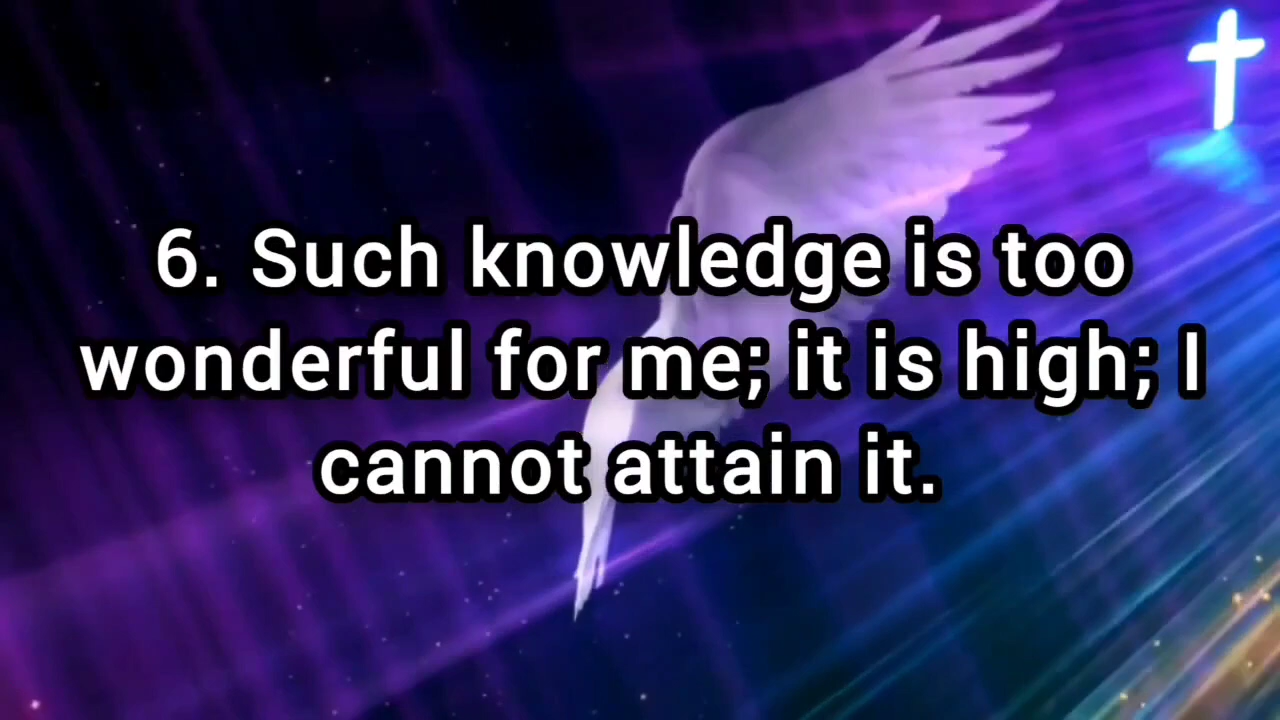 6. Such knowledge is too
wonderful for me; it is high; I
cannot attain it.